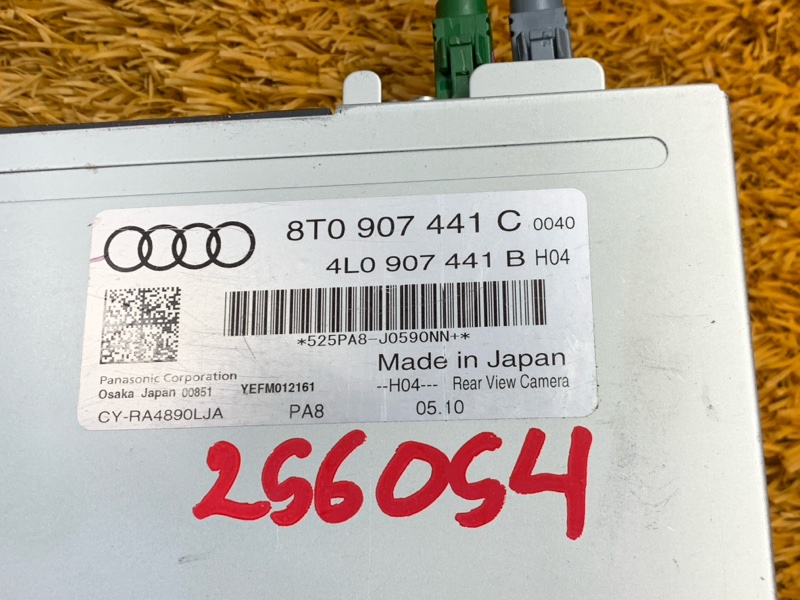 8T0 907 441 C 0040
4L0 907 441 B H04
*525PA8-J0590NN+*
Made in Japan
Panasonic Corporation
Osaka Japan 00851 YEFM012161 --H04--- Rear View Camera
CY-RA4890LJA PA8 05.10
256054